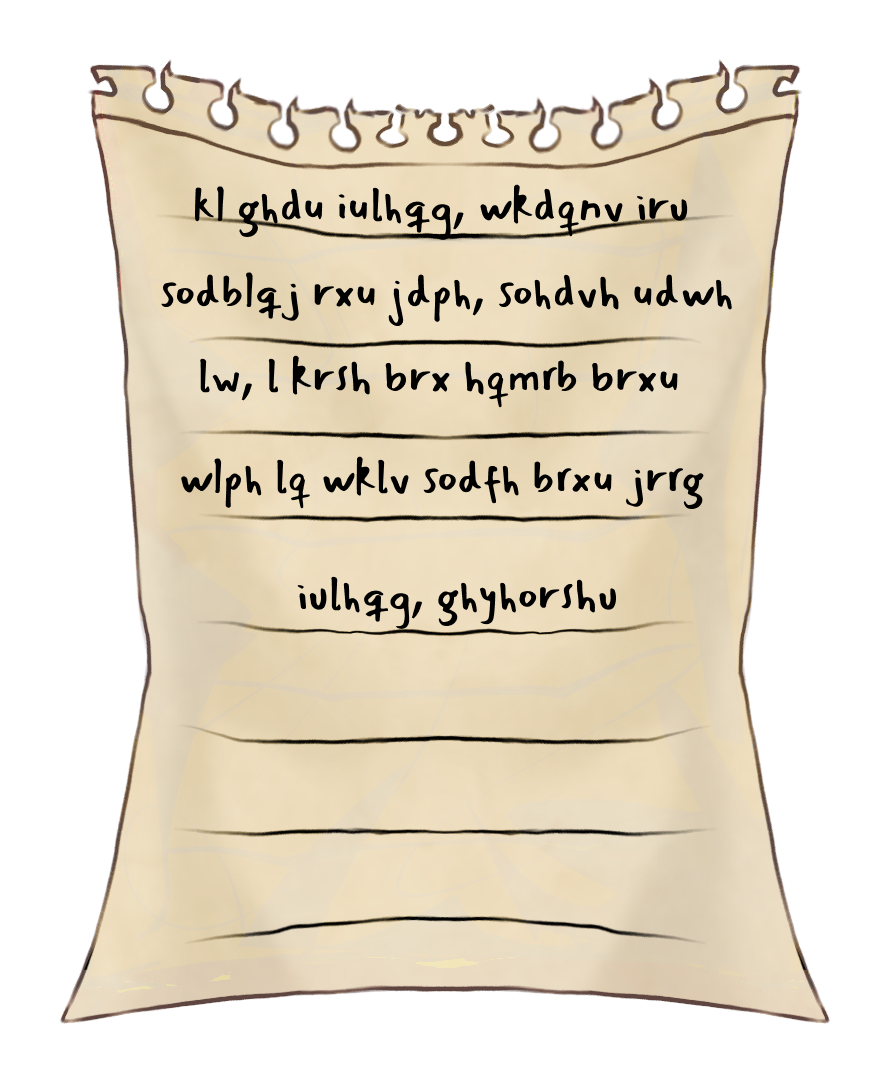 kl ghdu iulhqg, wkdqnv iru
sodblqj rxu jdph, sohdvh udwh
lw, l krsh brx hqmrb brxu
wlph lq wklv sodfh brxu jrrg
iulhqg, ghyhorshu